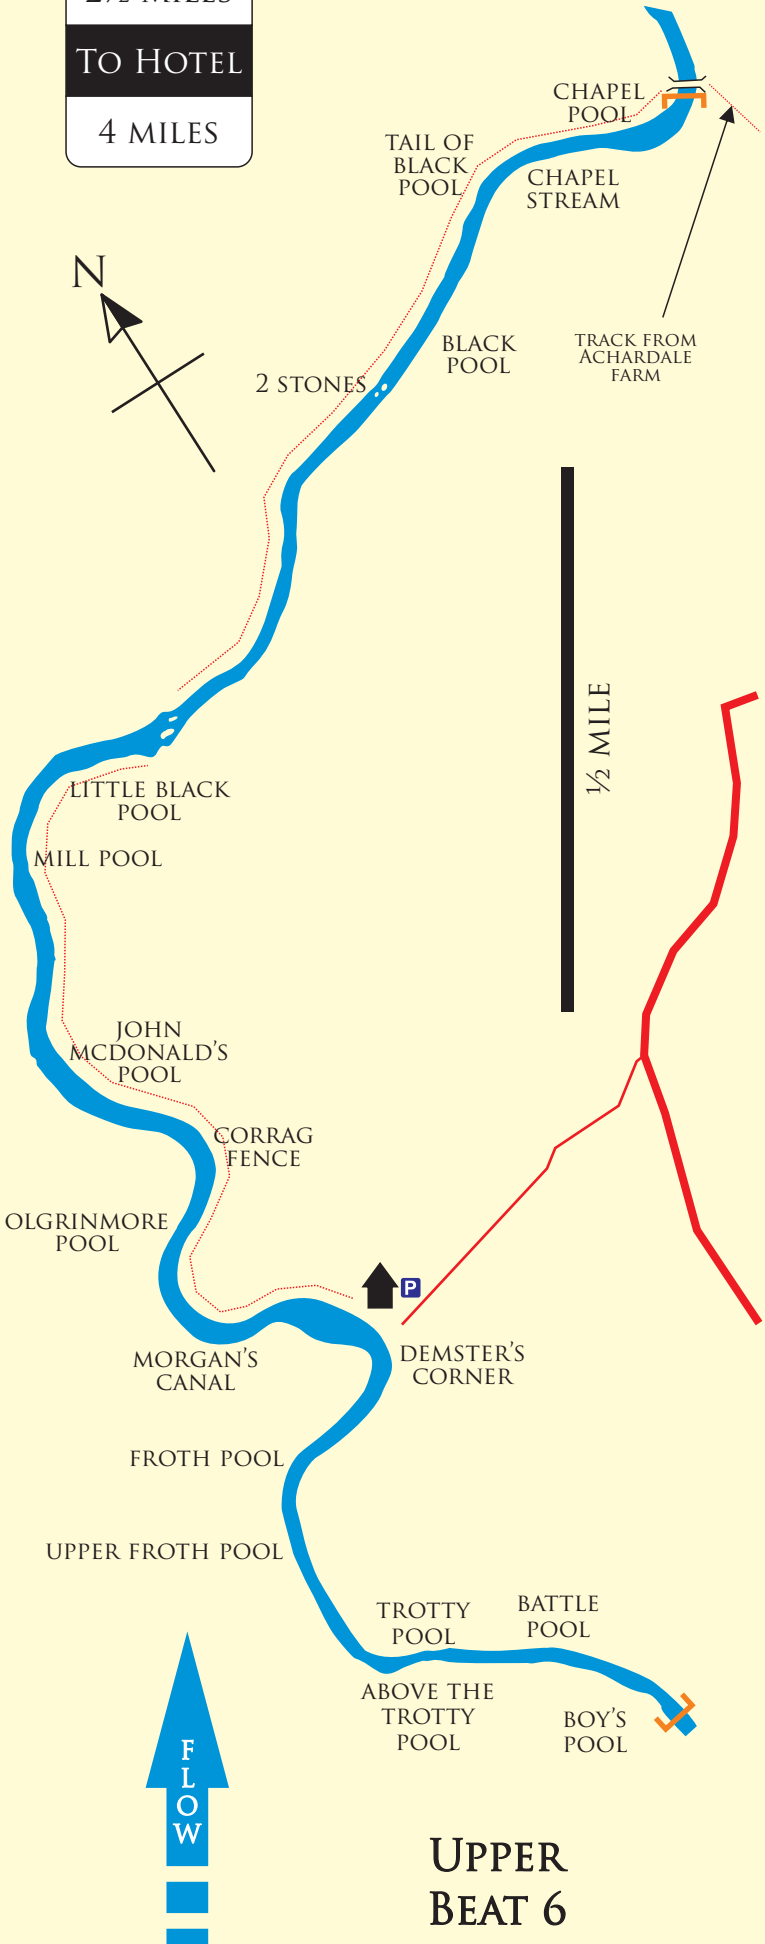 2½ MILES
TO HOTEL
4 MILES
CHAPEL
POOL
TAIL OF
BLACK
POOL
CHAPEL
STREAM
N
BLACK
POOL
TRACK FROM
ACHARDALE
FARM
2 STONES
½ MILE
LITTLE BLACK
POOL
MILL POOL
JOHN
MCDONALD'S
POOL
CORRAG
FENCE
OLGRINMORE
POOL
P
MORGAN'S
CANAL
DEMSTER'S
CORNER
FROTH POOL
UPPER FROTH POOL
TROTTY
POOL
BATTLE
POOL
ABOVE THE
TROTTY
POOL
BOY'S
POOL
FLOW
UPPER
BEAT 6